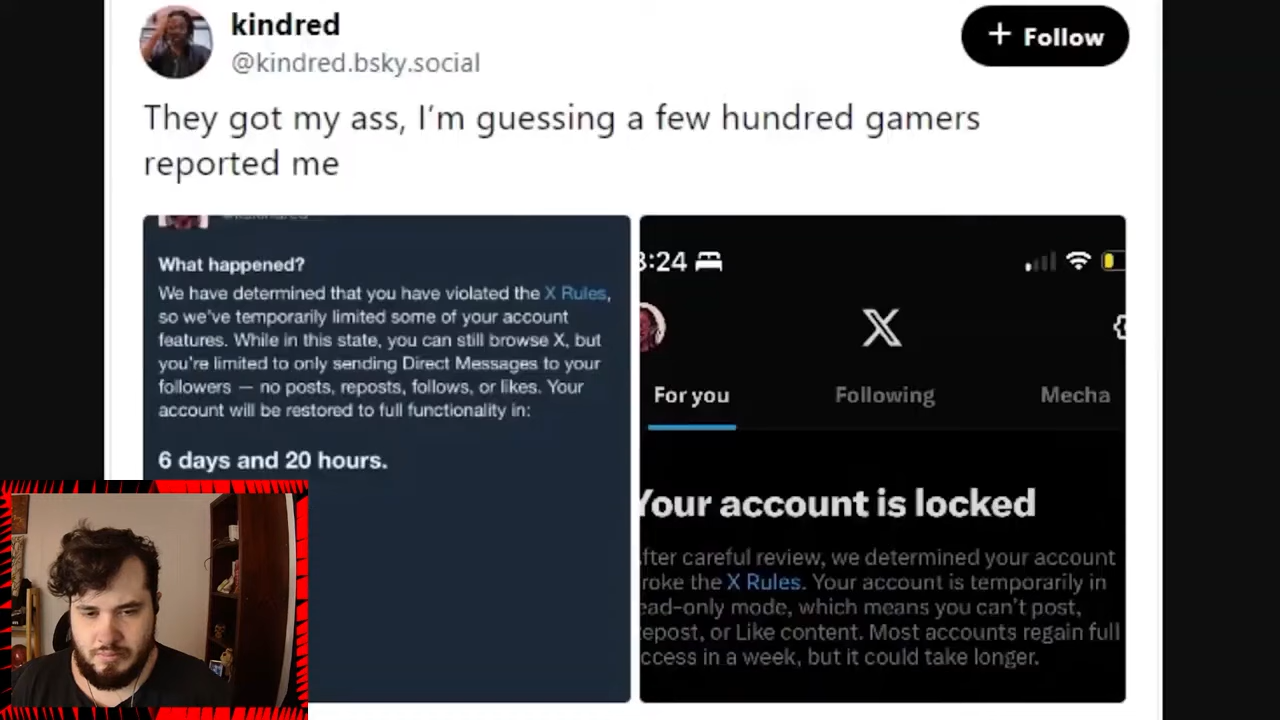 kindred
@kindred.bsky.social
+ Follow
They got my ass, I'm guessing a few hundred gamers
reported me
What happened?
We have determined that you have violated the X Rules,
so we've temporarily limited some of your account
features. While in this state, you can still browse X, but
you're limited to only sending Direct Messages to your
followers — no posts, reposts, follows, or likes. Your
account will be restored to full functionality in:
6 days and 20 hours.
:24
X
For you
Following
Mecha
Your account is locked
fter careful review, we determined your account
roke the X Rules. Your account is temporarily in
ead-only mode, which means you can't post,
epost, or Like content. Most accounts regain full
ccess in a week, but it could take longer.